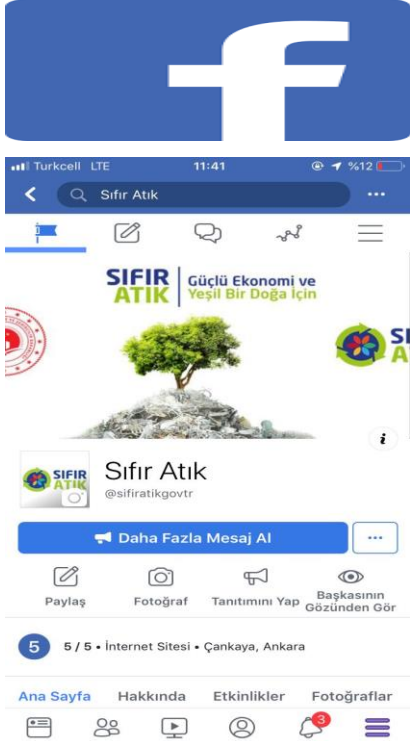 f
Turkcell LTE 11:41 %12
Sıfır Atık
SIFIR ATIK
Güçlü Ekonomi ve
Yeşil Bir Doğa İçin
SI
A
SIFIR
ATIK
Sıfır Atık
@sifiratikgovtr
Daha Fazla Mesaj Al
Paylaş Fotoğraf Tanıtımını Yap Başkasının Gözünden Gör
5 5 / 5 • İnternet Sitesi • Çankaya, Ankara
Ana Sayfa Hakkında Etkinlikler Fotoğraflar
3